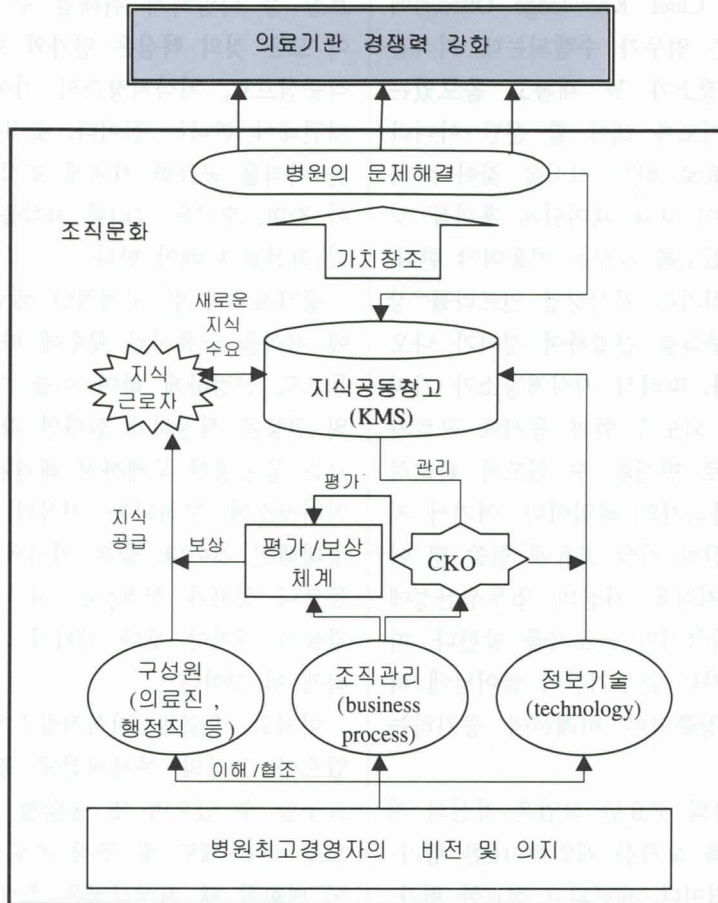 의료기관 경쟁력 강화
병원의 문제해결
조직문화
가치창조
새로운
지식
수요
지식
근로자
지식공동창고
(KMS)
관리
평가
지식
공급
보상
평가/보상
체계
CKO
구성원
(의료진,
행정직 등)
조직관리
(business
process)
정보기술
(technology)
이해/협조
병원최고경영자의 비전 및 의지